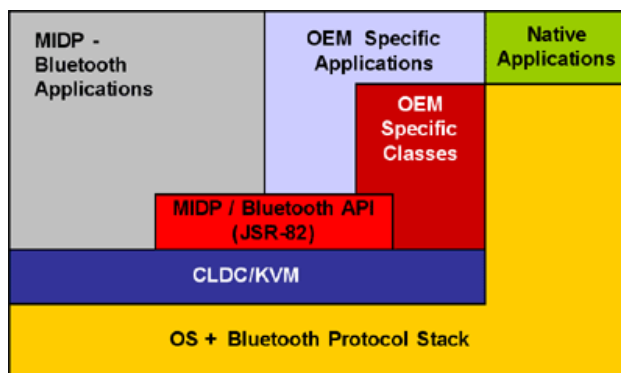 MIDP -
Bluetooth
Applications
OEM Specific
Applications
Native
Applications
OEM
Specific
Classes
MIDP / Bluetooth API
(JSR-82)
CLDC/KVM
OS + Bluetooth Protocol Stack